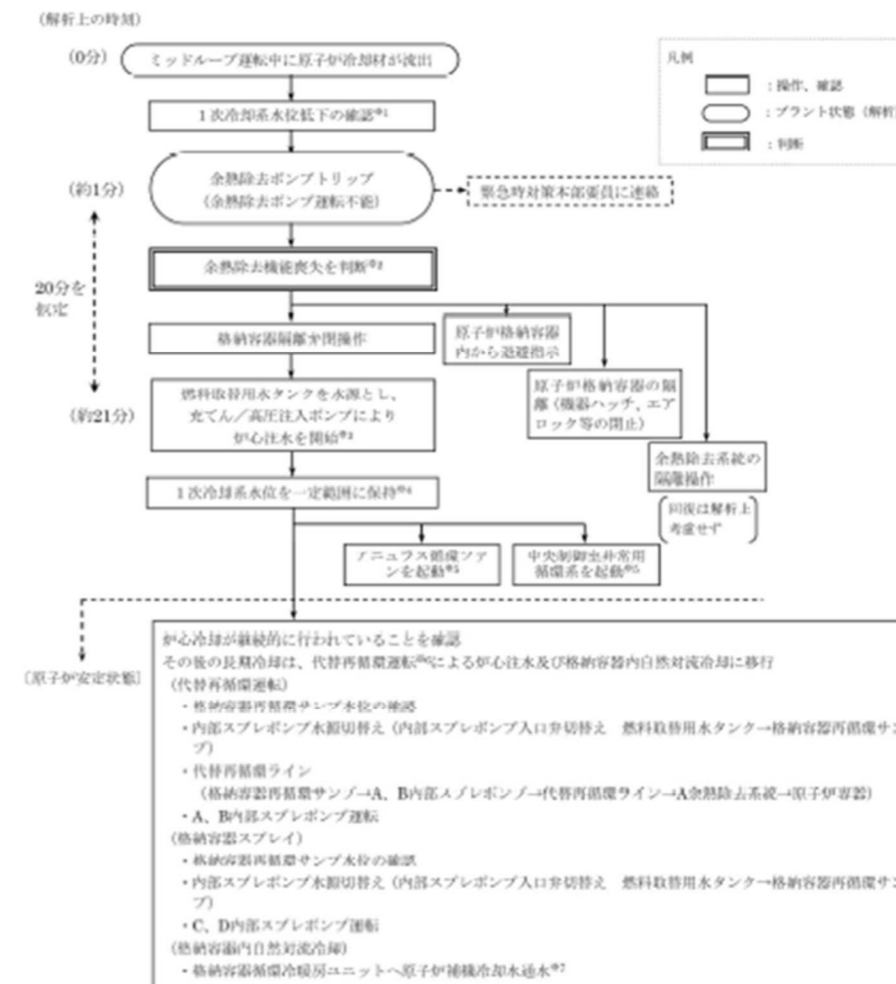 (解析上の時刻)
(0分)
ミッドループ運転中に原子炉冷却材が流出
凡例
：操作、確認
：プラント状態（解析
：判断
1次冷却系水位低下の確認※1
(約1分)
余熱除去ポンプトリップ
(余熱除去ポンプ運転不能)
緊急時対策本部要員に連絡
余熱除去機能喪失を判断※2
20分を
仮定
格納容器隔離弁閉操作
原子炉格納容器
内から退避指示
原子炉格納容器の隔
離（機器ハッチ、エア
ロック等の閉止）
(約21分)
燃料取替用水タンクを水源とし、
充てん／高圧注入ポンプにより
炉心注水を開始※3
余熱除去系統の
隔離操作
回復は解析上
考慮せず
1次冷却系水位を一定範囲に保持※4
アニュラス循環ファ
ンを起動※5
中央制御室非常用
循環系を起動※5
[原子炉安定状態]
炉心冷却が継続的に行われていることを確認
その後の長期冷却は、代替再循環運転※6による炉心注水及び格納容器内自然対流冷却に移行
(代替再循環運転)
・格納容器再循環サンプ水位の確認
・内部スプレポンプ水源切替え（内部スプレポンプ入口弁切替え　燃料取替用水タンク→格納容器再循環サン
プ）
・代替再循環ライン
（格納容器再循環サンプ→A、B内部スプレポンプ→代替再循環ライン→A余熱除去系統→原子炉容器）
・A、B内部スプレポンプ運転
(格納容器スプレイ)
・格納容器再循環サンプ水位の確認
・内部スプレポンプ水源切替え（内部スプレポンプ入口弁切替え　燃料取替用水タンク→格納容器再循環サン
プ）
・C、D内部スプレポンプ運転
(格納容器内自然対流冷却)
・格納容器循環冷暖房ユニットへ原子炉補機冷却水通水※7